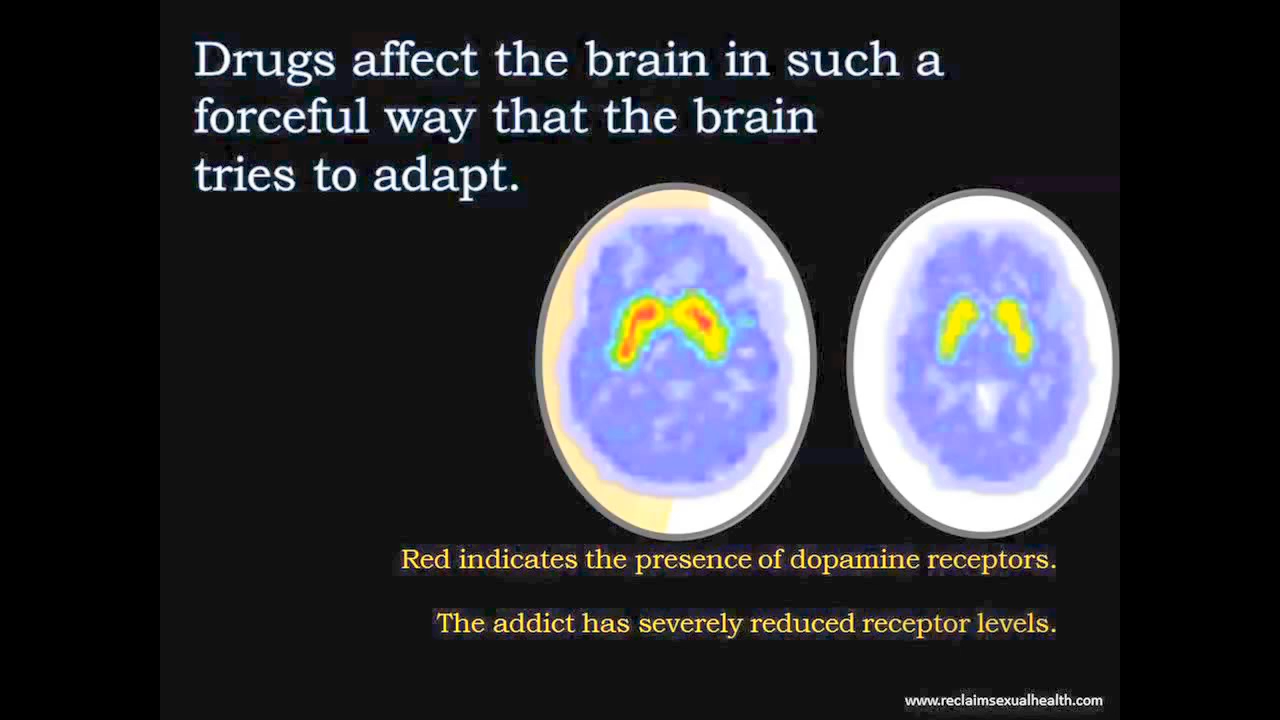 Drugs affect the brain in such a
forceful way that the brain
tries to adapt.
Red indicates the presence of dopamine receptors.
The addict has severely reduced receptor levels.
www.reclaimsexualhealth.com